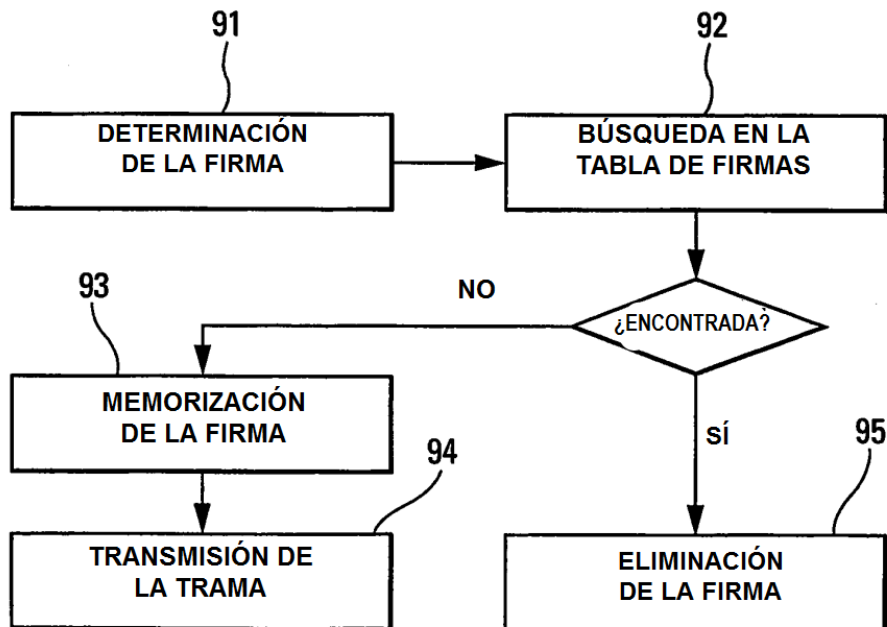 91
92
DETERMINACIÓN
DE LA FIRMA
BÚSQUEDA EN LA
TABLA DE FIRMAS
NO
¿ENCONTRADA?
93
MEMORIZACIÓN
DE LA FIRMA
SÍ
94
95
TRANSMISIÓN DE
LA TRAMA
ELIMINACIÓN
DE LA FIRMA